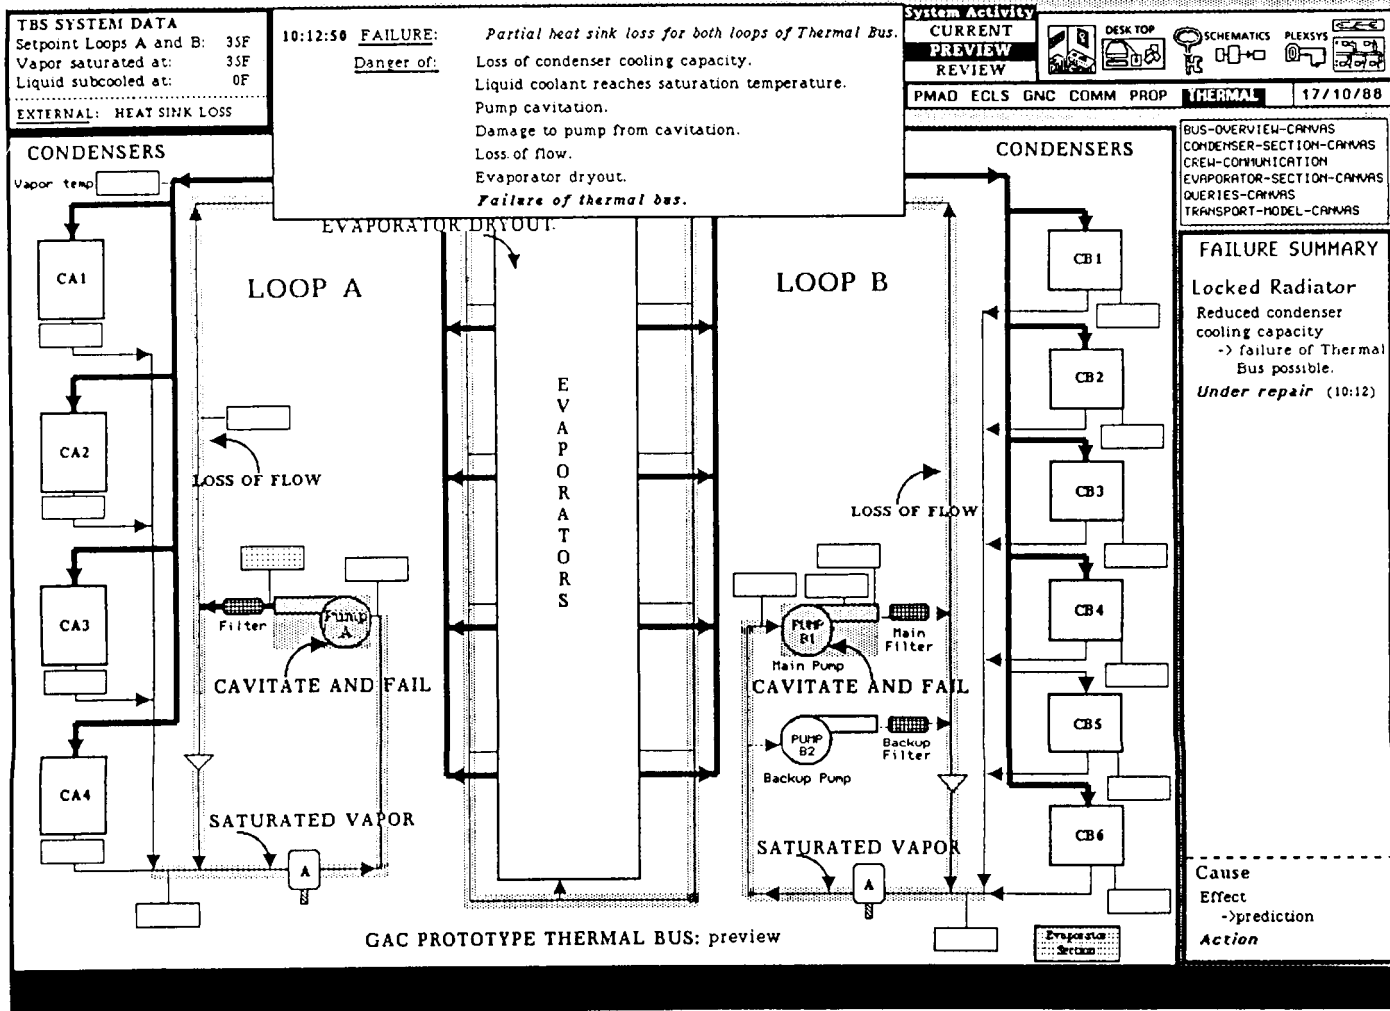 TBS SYSTEM DATA
Setpoint Loops A and B: 35F
Vapor saturated at: 35F
Liquid subcooled at: 0F
EXTERNAL: HEAT SINK LOSS
10:12:50 FAILURE: Partial heat sink loss for both loops of Thermal Bus.
Danger of: Loss of condenser cooling capacity.
Liquid coolant reaches saturation temperature.
Pump cavitation.
Damage to pump from cavitation.
Loss of flow.
Evaporator dryout.
Failure of thermal bus.
System Activity
CURRENT
PREVIEW
REVIEW
DESK TOP
SCHEMATICS
PLEXSYS
PMAD ECLS GNC COMM PROP THERMAL 17/10/88
BUS-OVERVIEW-CANVAS
CONDENSER-SECTION-CANVAS
CREW-COMMUNICATION
EVAPORATOR-SECTION-CANVAS
QUERIES-CANVAS
TRANSPORT-MODEL-CANVAS
FAILURE SUMMARY
Locked Radiator
Reduced condenser
cooling capacity
-> failure of Thermal
Bus possible.
Under repair (10:12)
Cause
Effect
->prediction
Action
CONDENSERS
Vapor temp
CA1
CA2
CA3
CA4
EVAPORATOR DRYOUT
LOOP A
LOSS OF FLOW
Filter
Pump
A
CAVITATE AND FAIL
SATURATED VAPOR
A
EVAPORATORS
LOOP B
CONDENSERS
CB1
CB2
CB3
CB4
CB5
CB6
LOSS OF FLOW
PUMP
B1
Main Pump
Main
Filter
CAVITATE AND FAIL
PUMP
B2
Backup Pump
Backup
Filter
SATURATED VAPOR
A
GAC PROTOTYPE THERMAL BUS: preview
Evaporator
Section